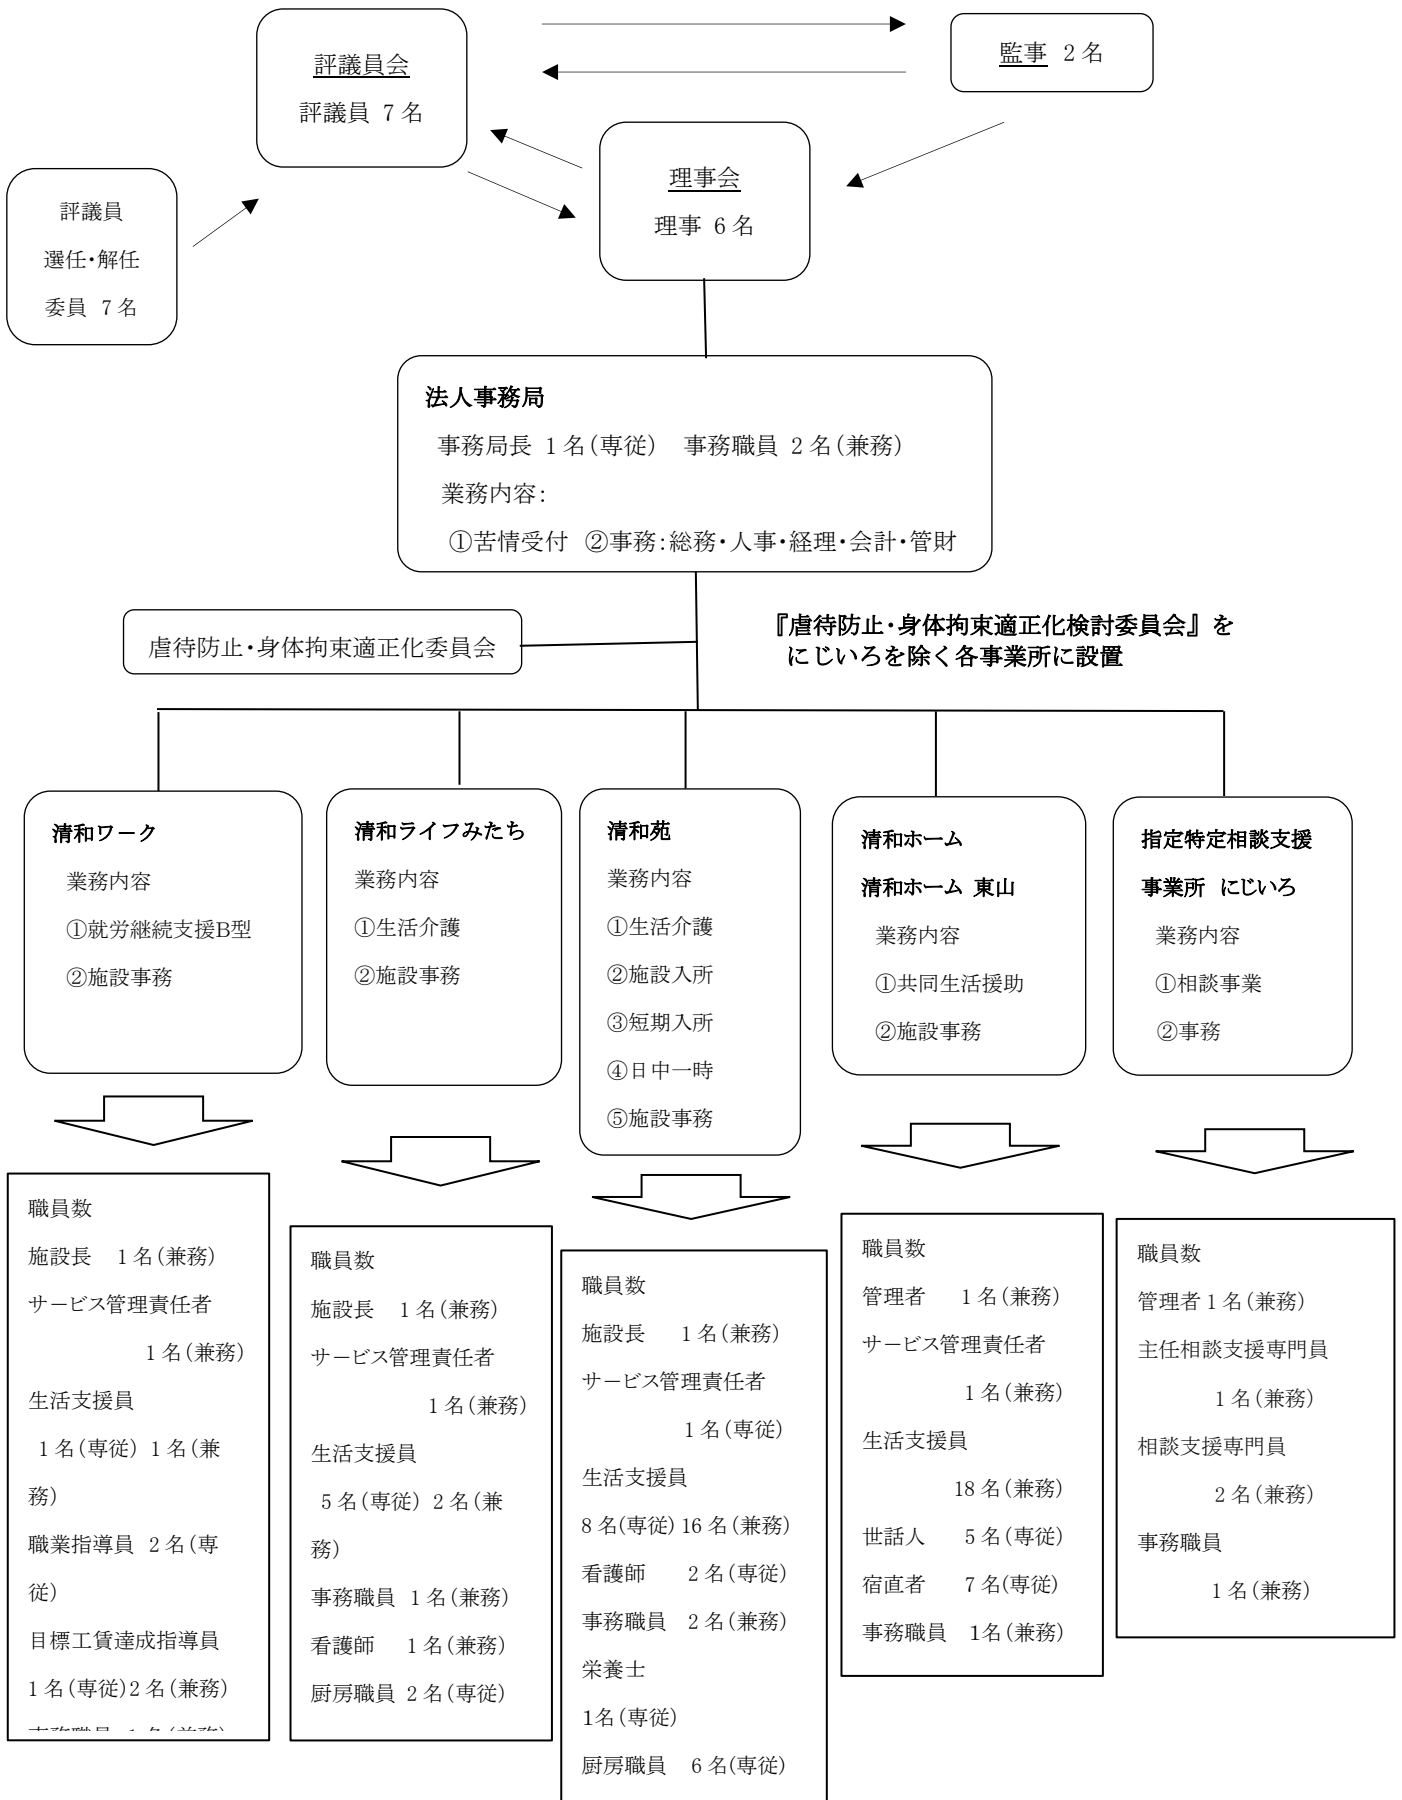 評議員会
評議員 7名
監事 2名
理事会
理事 6名
評議員
選任・解任
委員 7名
法人事務局
事務局長 1名(専従) 事務職員 2名(兼務)
業務内容:
①苦情受付 ②事務:総務・人事・経理・会計・管財
虐待防止・身体拘束適正化委員会
『虐待防止・身体拘束適正化検討委員会』を
にじいろを除く各事業所に設置
清和ワーク
業務内容
①就労継続支援B型
②施設事務
清和ライフみたち
業務内容
①生活介護
②施設事務
清和苑
業務内容
①生活介護
②施設入所
③短期入所
④日中一時
⑤施設事務
清和ホーム
清和ホーム 東山
業務内容
①共同生活援助
②施設事務
指定特定相談支援
事業所 にじいろ
業務内容
①相談事業
②事務
職員数
施設長 1名(兼務)
サービス管理責任者
1名(兼務)
生活支援員
1名(専従) 1名(兼
務)
職業指導員 2名(専
従)
目標工賃達成指導員
1名(専従)2名(兼務)
職員数
施設長 1名(兼務)
サービス管理責任者
1名(兼務)
生活支援員
5名(専従) 2名(兼
務)
事務職員 1名(兼務)
看護師 1名(兼務)
厨房職員 2名(専従)
職員数
施設長 1名(兼務)
サービス管理責任者
1名(専従)
生活支援員
8名(専従) 16名(兼務)
看護師 2名(専従)
事務職員 2名(兼務)
栄養士
1名(専従)
厨房職員 6名(専従)
職員数
管理者 1名(兼務)
サービス管理責任者
1名(兼務)
生活支援員
18名(兼務)
世話人 5名(専従)
宿直者 7名(専従)
事務職員 1名(兼務)
職員数
管理者 1名(兼務)
主任相談支援専門員
1名(兼務)
相談支援専門員
2名(兼務)
事務職員
1名(兼務)